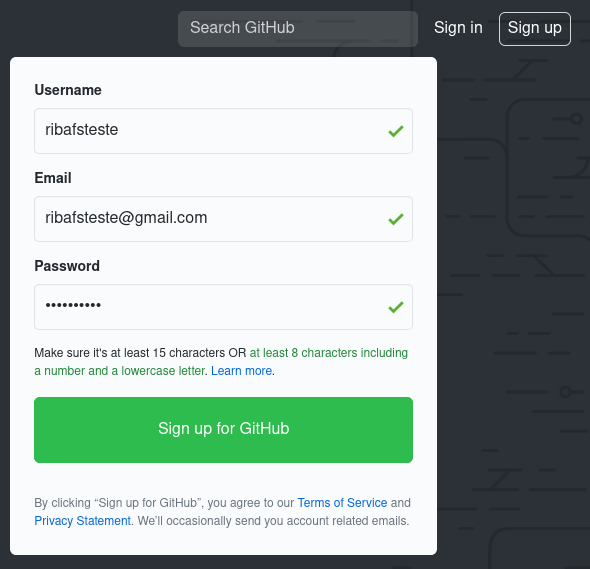 Search GitHub Sign in Sign up
Username
ribafsteste
Email
ribafsteste@gmail.com
Password
••••••••••
Make sure it's at least 15 characters OR at least 8 characters including
a number and a lowercase letter. Learn more.
Sign up for GitHub
By clicking “Sign up for GitHub”, you agree to our Terms of Service and
Privacy Statement. We’ll occasionally send you account related emails.